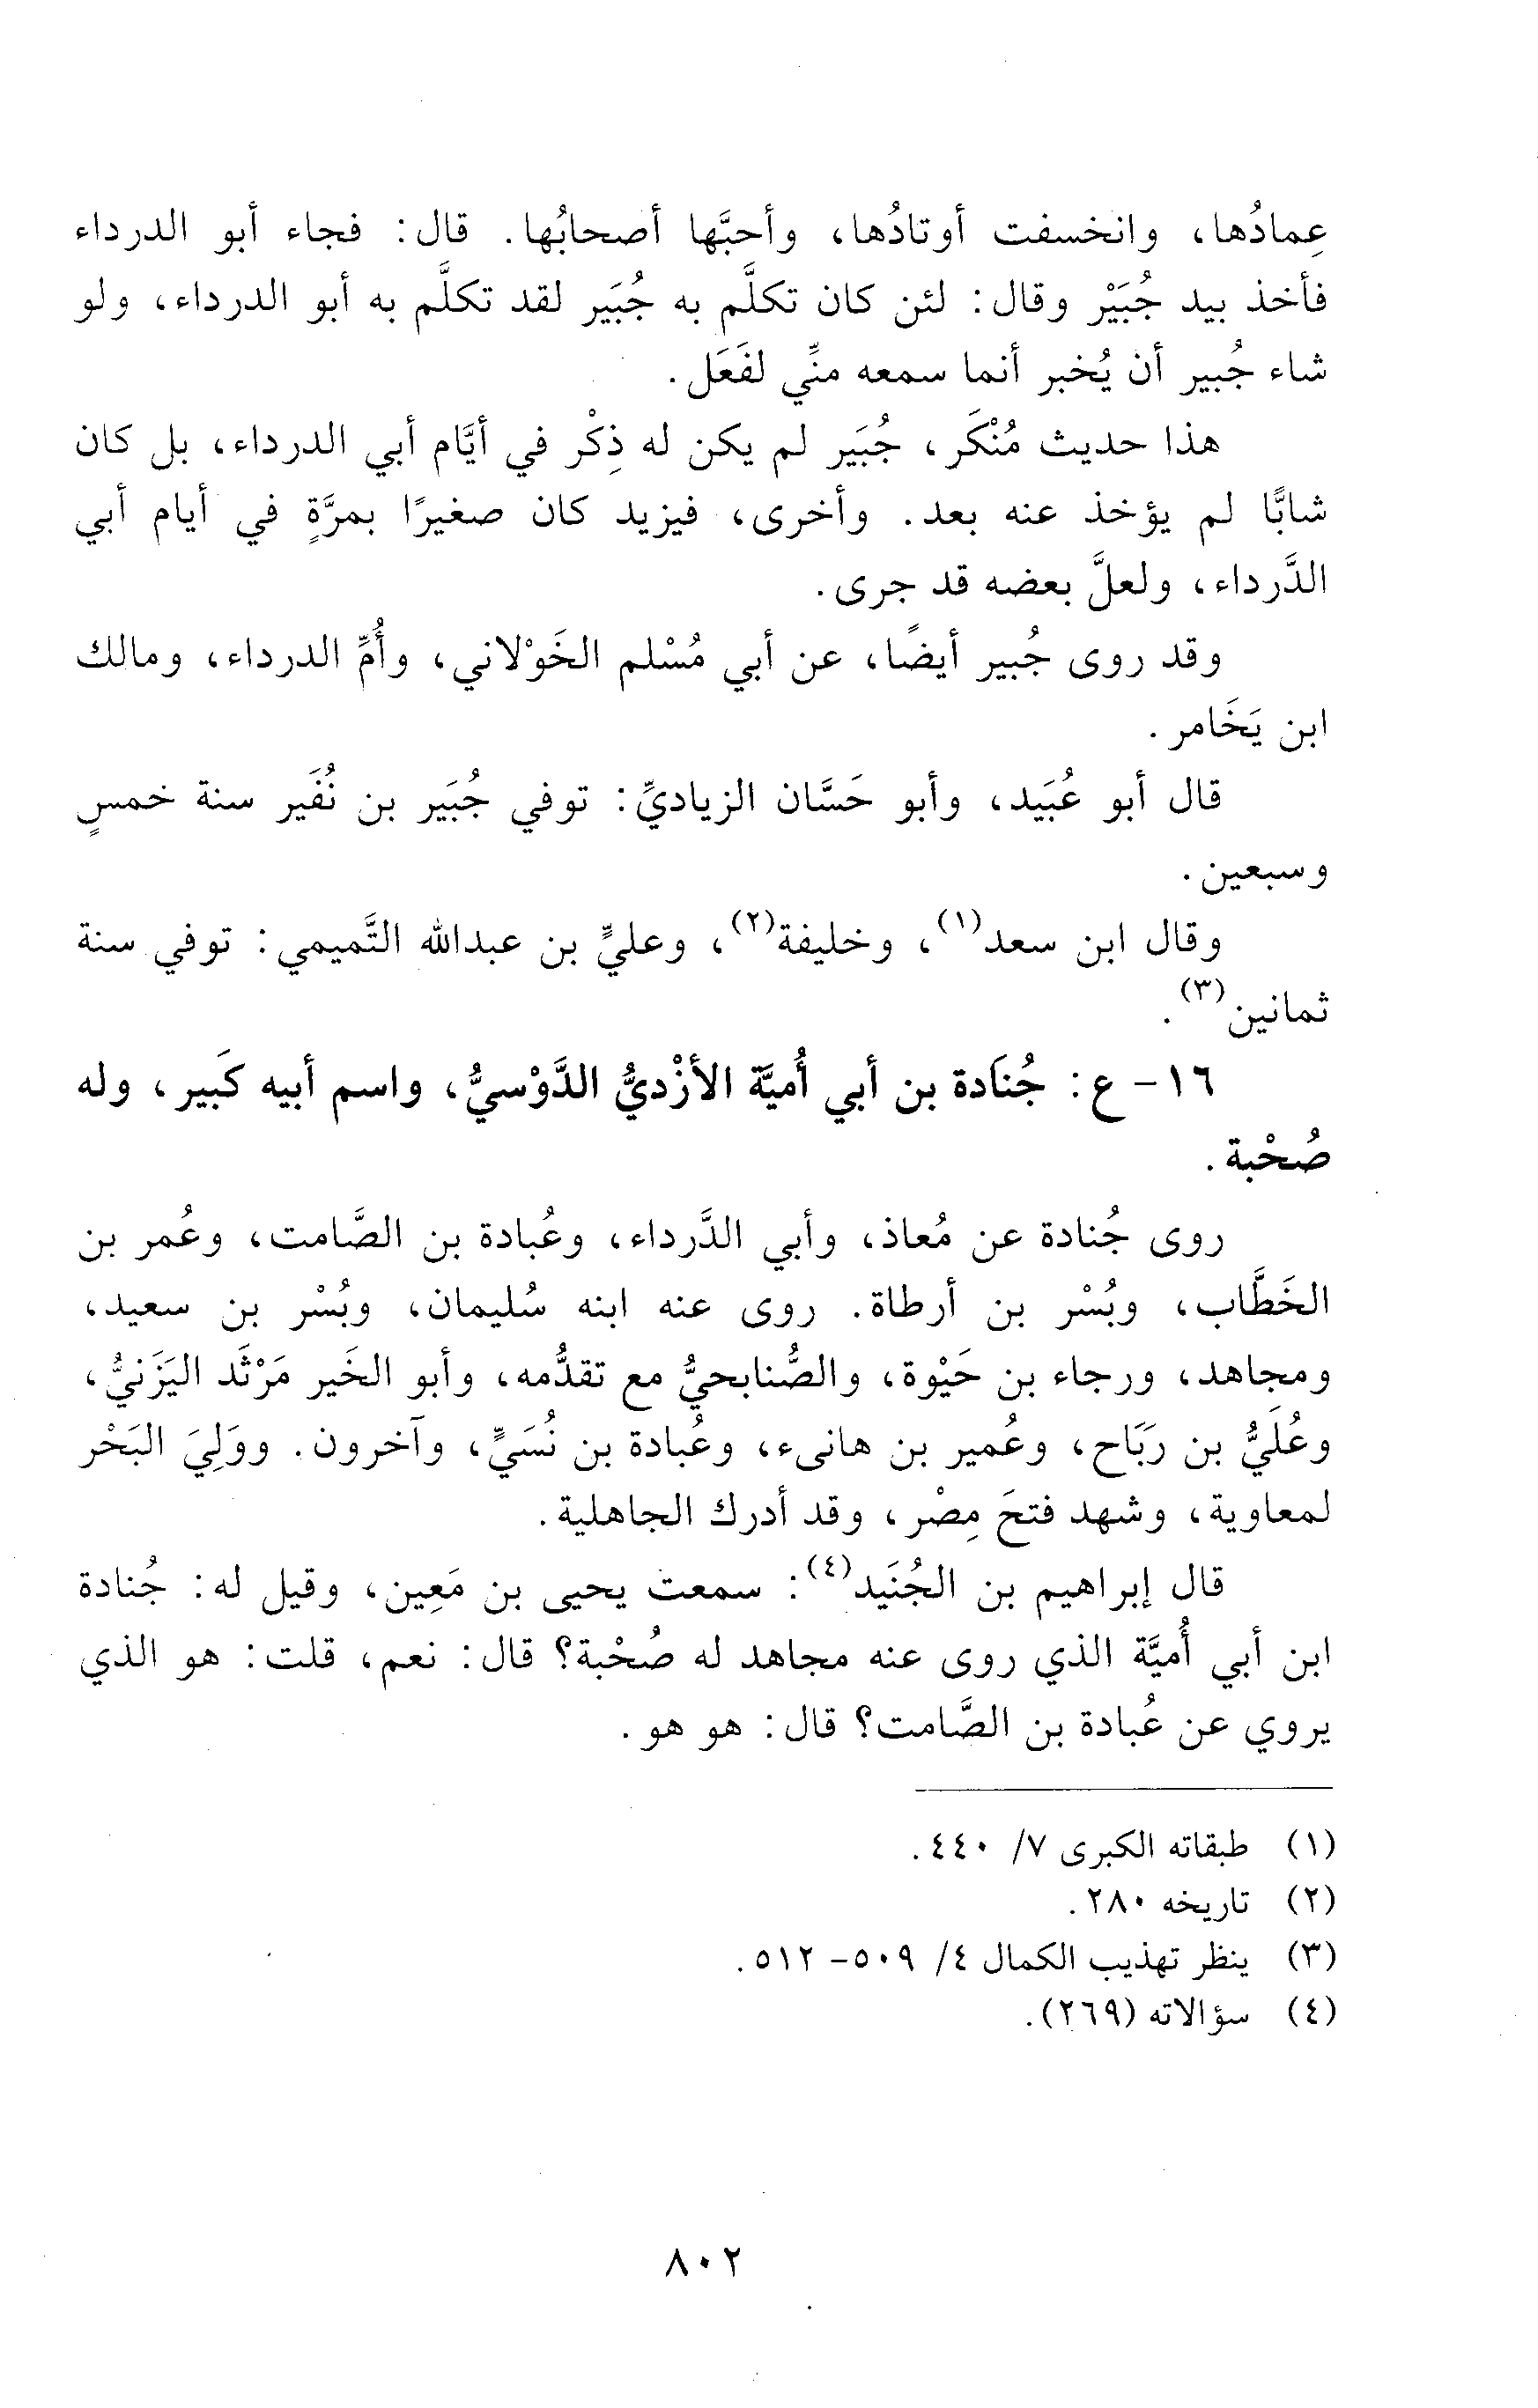 عِمادُها، وانخسفت أوتادُها، وأحبَّها أصحابُها. قال: فجاء أبو الدرداء
فأخذ بيد جُبَيْر وقال: لئن كان تكلَّم به جُبَير لقد تكلَّم به أبو الدرداء، ولو
شاء جُبير أن يُخبر أنما سمعه منِّي لفَعَل.
هذا حديث مُنْكَر، جُبَير لم يكن له ذِكْر في أيَّام أبي الدرداء، بل كان
شابًّا لم يؤخذ عنه بعد. وأخرى، فيزيد كان صغيرًا بمرَّةٍ في أيام أبي
الدَّرداء، ولعلَّ بعضه قد جرى.
وقد روى جُبير أيضًا، عن أبي مُسْلم الخَوْلاني، وأُمِّ الدرداء، ومالك
ابن يَخَامر.
قال أبو عُبَيد، وأبو حَسَّان الزياديِّ: توفي جُبَير بن نُفَير سنة خمسٍ
وسبعين.
وقال ابن سعد(١)، وخليفة(٢)، وعليٍّ بن عبدالله التَّميمي: توفي سنة
ثمانين(٣).
١٦- ع: جُنَادة بن أبي أُميَّة الأزْديُّ الدَّوْسيُّ، واسم أبيه كَبير، وله
صُحْبة.
روى جُنادة عن مُعاذ، وأبي الدَّرداء، وعُبادة بن الصَّامت، وعُمر بن
الخَطَّاب، وبُسْر بن أرطاة. روى عنه ابنه سُليمان، وبُسْر بن سعيد،
ومجاهد، ورجاء بن حَيْوة، والصُّنابحيُّ مع تقدُّمه، وأبو الخَير مَرْثَد اليَزَنيُّ،
وعُلَيُّ بن رَبَاح، وعُمير بن هانىء، وعُبادة بن نُسَيٍّ، وآخرون. ووَلِيَ البَحْر
لمعاوية، وشهد فتحَ مِصْر، وقد أدرك الجاهلية.
قال إبراهيم بن الجُنَيد(٤): سمعت يحيى بن مَعِين، وقيل له: جُنادة
ابن أبي أُميَّة الذي روى عنه مجاهد له صُحْبة؟ قال: نعم، قلت: هو الذي
يروي عن عُبادة بن الصَّامت؟ قال: هو هو.
(١) طبقاته الكبرى ٧/ ٤٤٠.
(٢) تاريخه ٢٨٠.
(٣) ينظر تهذيب الكمال ٤/ ٥٠٩- ٥١٢.
(٤) سؤالاته (٢٦٩).
٨٠٢